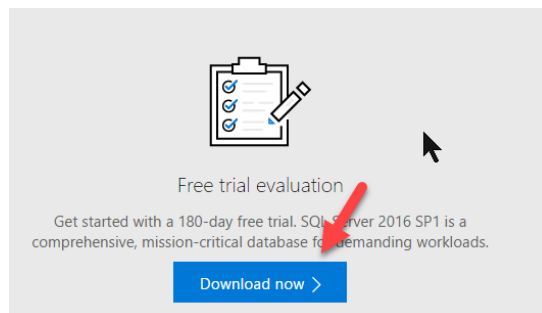 Free trial evaluation
Get started with a 180-day free trial. SQL Server 2016 SP1 is a
comprehensive, mission-critical database for demanding workloads.
Download now